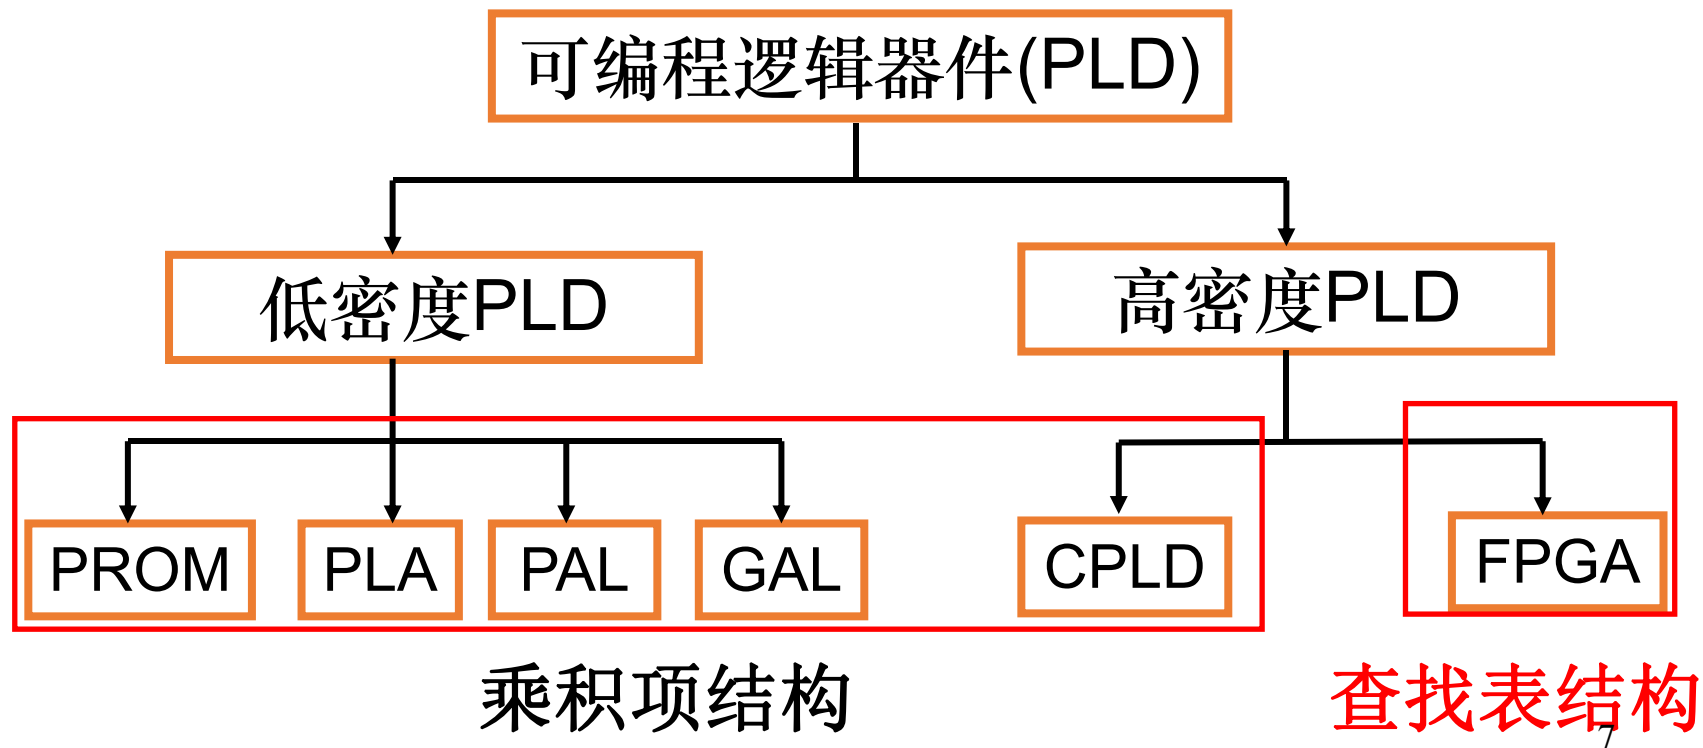 可编程逻辑器件(PLD)
低密度PLD
高密度PLD
PROM
PLA
PAL
GAL
CPLD
FPGA
乘积项结构
查找表结构
7